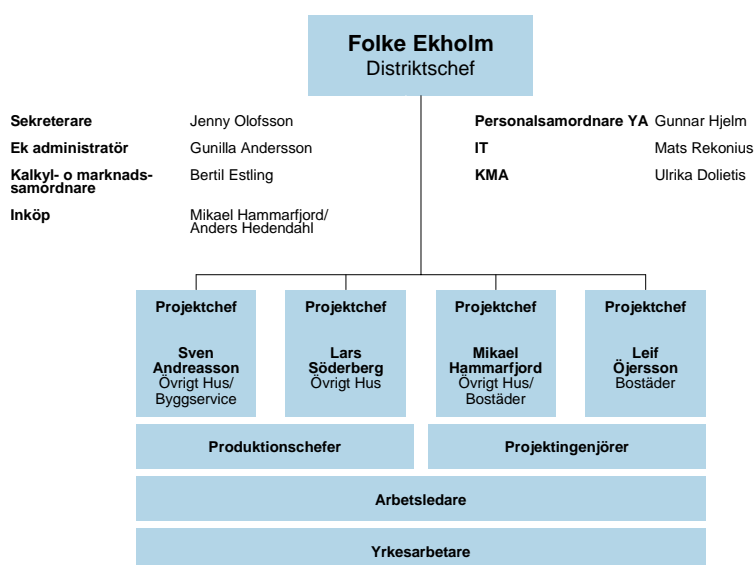 Folke Ekholm
Distriktschef
Sekreterare Jenny Olofsson
Ek administratör Gunilla Andersson
Kalkyl- o marknads-
samordnare Bertil Estling
Inköp Mikael Hammarfjord/
Anders Hedendahl
Personalsamordnare YA Gunnar Hjelm
IT Mats Rekonius
KMA Ulrika Dolietis
Projektchef
Sven
Andreasson
Övrigt Hus/
Byggservice
Projektchef
Lars
Söderberg
Övrigt Hus
Projektchef
Mikael
Hammarfjord
Övrigt Hus/
Bostäder
Projektchef
Leif
Öjersson
Bostäder
Produktionschefer
Projektingenjörer
Arbetsledare
Yrkesarbetare